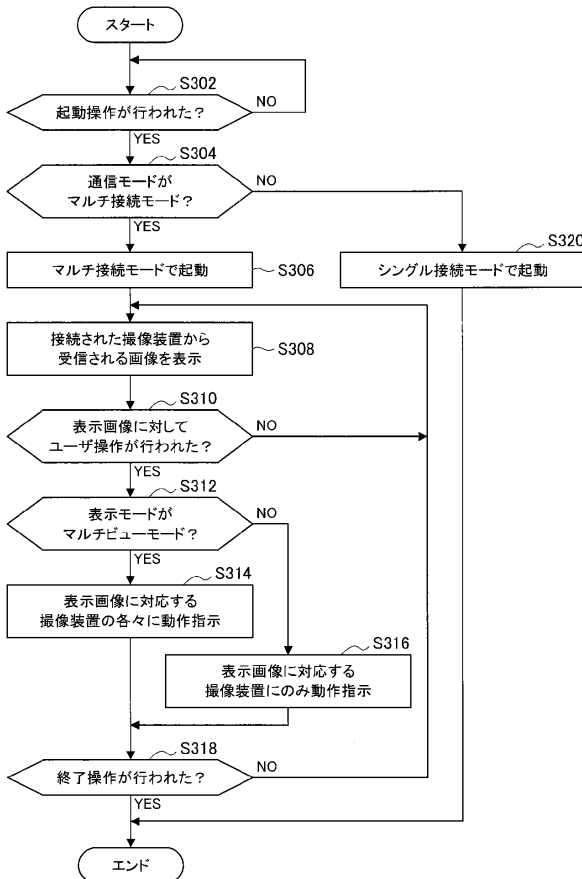 スタート
S302
起動操作が行われた？
NO
YES
S304
通信モードが
マルチ接続モード？
NO
YES
S320
マルチ接続モードで起動
S306
シングル接続モードで起動
接続された撮像装置から
受信される画像を表示
S308
S310
表示画像に対して
ユーザ操作が行われた？
NO
YES
S312
表示モードが
マルチビューモード？
NO
YES
S314
表示画像に対応する
撮像装置の各々に動作指示
S316
表示画像に対応する
撮像装置にのみ動作指示
S318
終了操作が行われた？
NO
YES
エンド